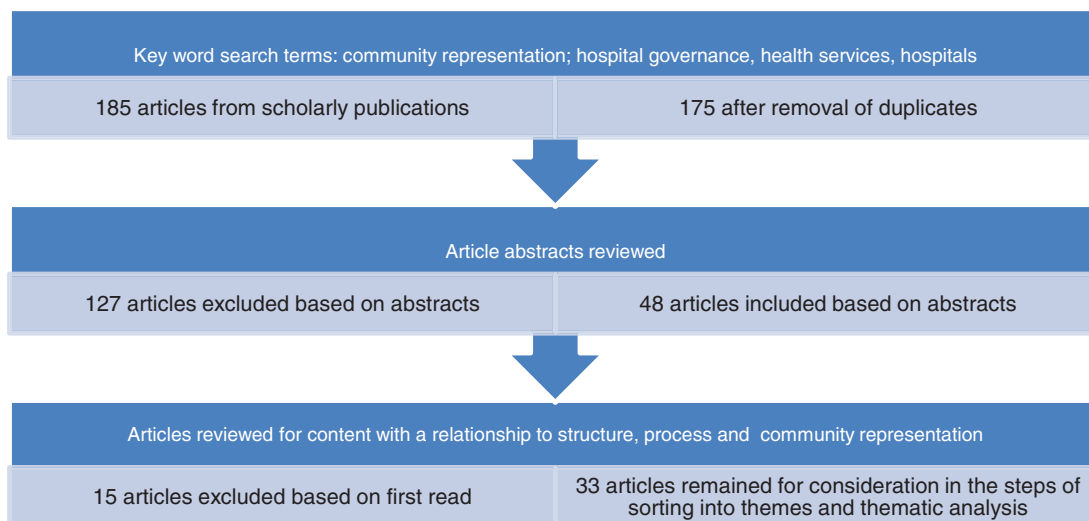 Key word search terms: community representation; hospital governance, health services, hospitals
185 articles from scholarly publications
175 after removal of duplicates
Article abstracts reviewed
127 articles excluded based on abstracts
48 articles included based on abstracts
Articles reviewed for content with a relationship to structure, process and community representation
15 articles excluded based on first read
33 articles remained for consideration in the steps of
sorting into themes and thematic analysis